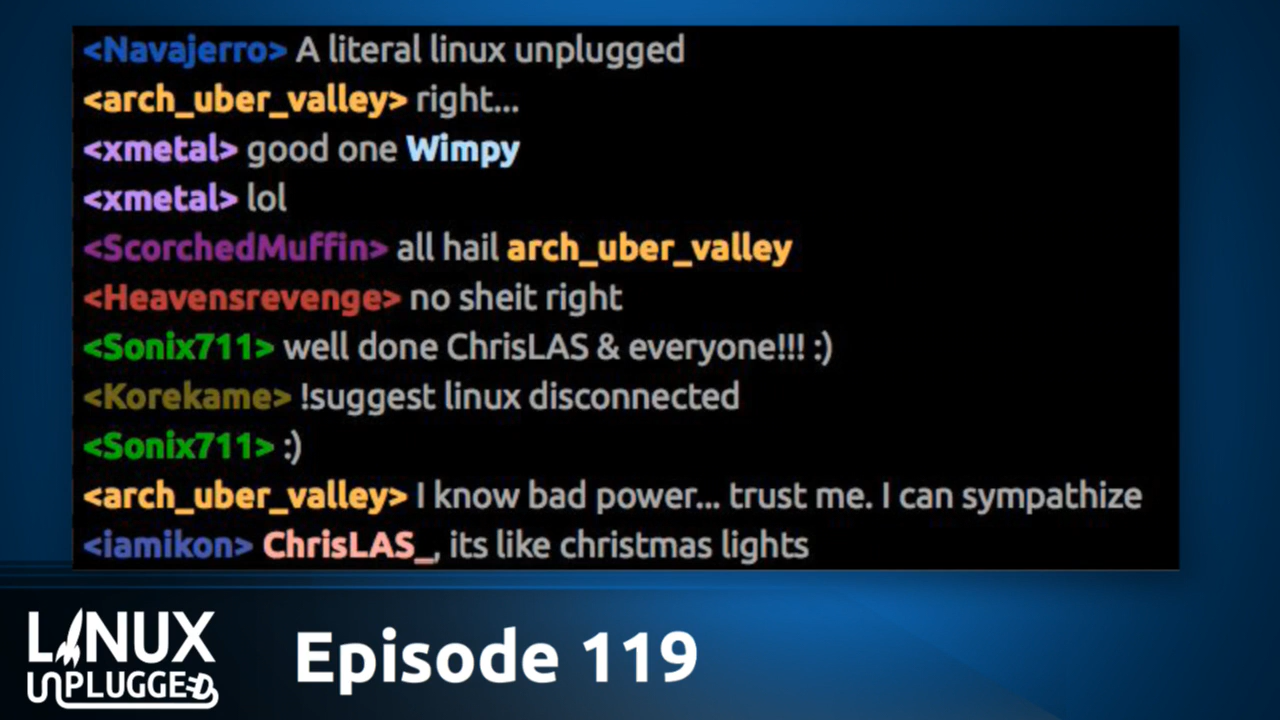 <Navajerro> A literal linux unplugged
<arch_uber_valley> right...
<xmetal> good one Wimpy
<xmetal> lol
<ScorchedMuffin> all hail arch_uber_valley
<Heavensrevenge> no sheit right
<Sonix711> well done ChrisLAS & everyone!!! :)
<Korekame> !suggest linux disconnected
<Sonix711> :)
<arch_uber_valley> I know bad power... trust me. I can sympathize
<iamikon> ChrisLAS_, its like christmas lights
LINUX
UNPLUGGED
Episode 119